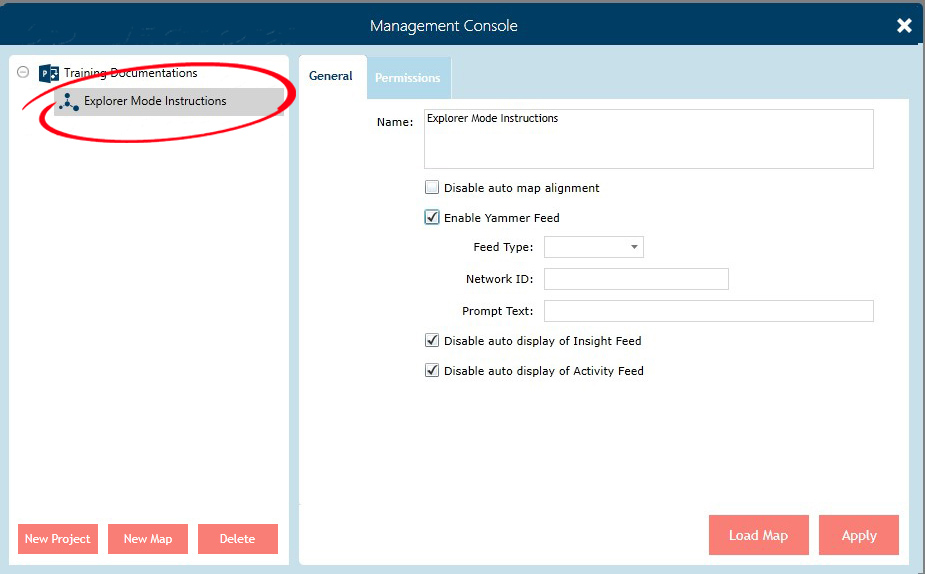 Management Console
Training Documentations
Explorer Mode Instructions
New Project
New Map
Delete
General
Permissions
Name:
Explorer Mode Instructions
Disable auto map alignment
Enable Yammer Feed
Feed Type:
Network ID:
Prompt Text:
Disable auto display of Insight Feed
Disable auto display of Activity Feed
Load Map
Apply